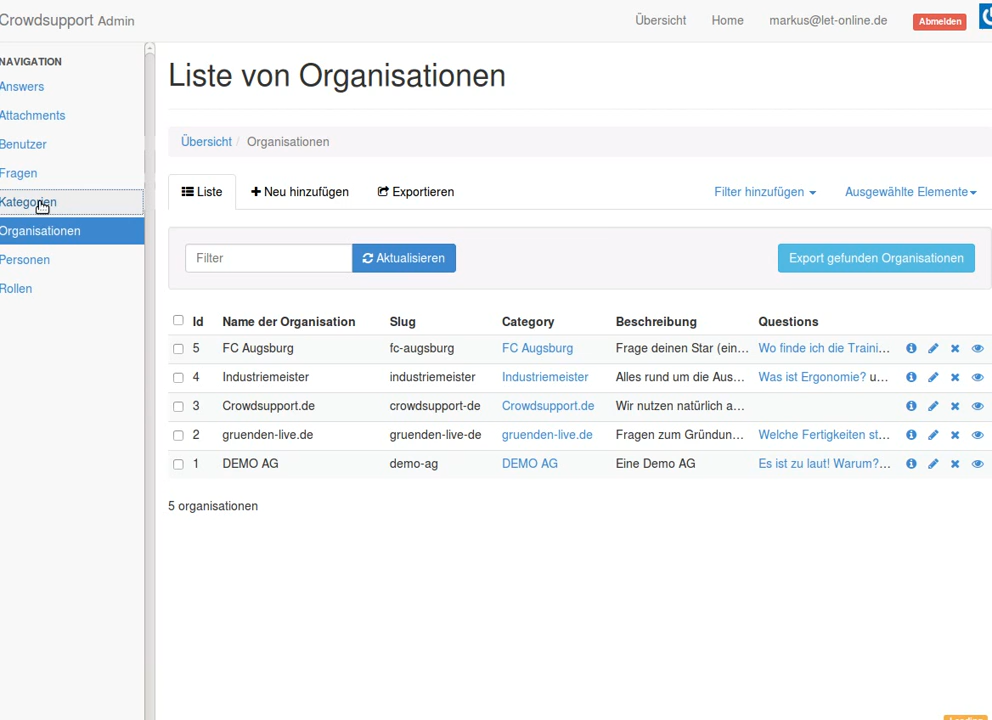 Crowdsupport Admin
Übersicht Home markus@let-online.de Abmelden
NAVIGATION
Answers
Attachments
Benutzer
Fragen
Kategorien
Organisationen
Personen
Rollen
Liste von Organisationen
Übersicht / Organisationen
Liste Neu hinzufügen Exportieren Filter hinzufügen Ausgewählte Elemente
Filter Aktualisieren Export gefunden Organisationen
Id Name der Organisation Slug Category Beschreibung Questions
5 FC Augsburg fc-augsburg FC Augsburg Frage deinen Star (ein... Wo finde ich die Traini...
4 Industriemeister industriemeister Industriemeister Alles rund um die Aus... Was ist Ergonomie? u...
3 Crowdsupport.de crowdsupport-de Crowdsupport.de Wir nutzen natürlich a...
2 gruenden-live.de gruenden-live-de gruenden-live.de Fragen zum Gründun... Welche Fertigkeiten st...
1 DEMO AG demo-ag DEMO AG Eine Demo AG Es ist zu laut! Warum?...
5 organisationen